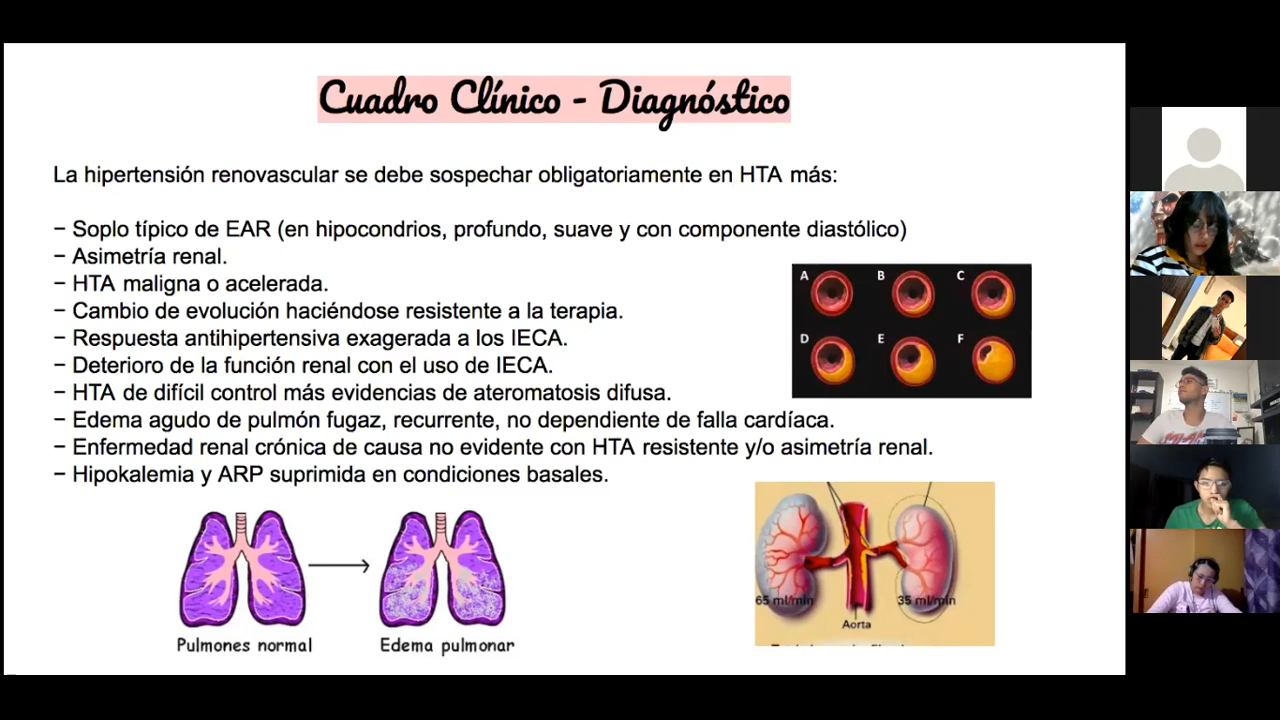 Cuadro Clínico - Diagnóstico
La hipertensión renovascular se debe sospechar obligatoriamente en HTA más:
− Soplo típico de EAR (en hipocondrios, profundo, suave y con componente diastólico)
− Asimetría renal.
− HTA maligna o acelerada.
− Cambio de evolución haciéndose resistente a la terapia.
− Respuesta antihipertensiva exagerada a los IECA.
− Deterioro de la función renal con el uso de IECA.
− HTA de difícil control más evidencias de ateromatosis difusa.
− Edema agudo de pulmón fugaz, recurrente, no dependiente de falla cardíaca.
− Enfermedad renal crónica de causa no evidente con HTA resistente y/o asimetría renal.
− Hipokalemia y ARP suprimida en condiciones basales.
A B C
D E F
65 ml/min 35 ml/min
Aorta
Pulmones normal Edema pulmonar